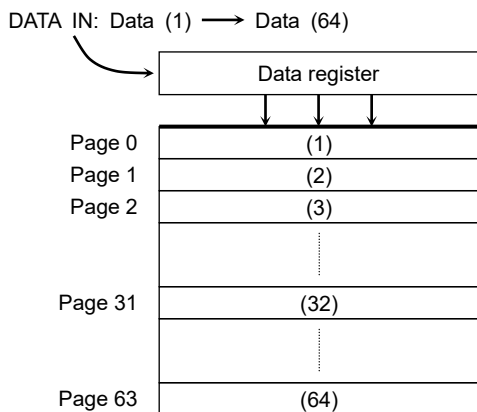 DATA IN: Data (1) Data (64)
Data register
Page 0 (1)
Page 1 (2)
Page 2 (3)
Page 31 (32)
Page 63 (64)